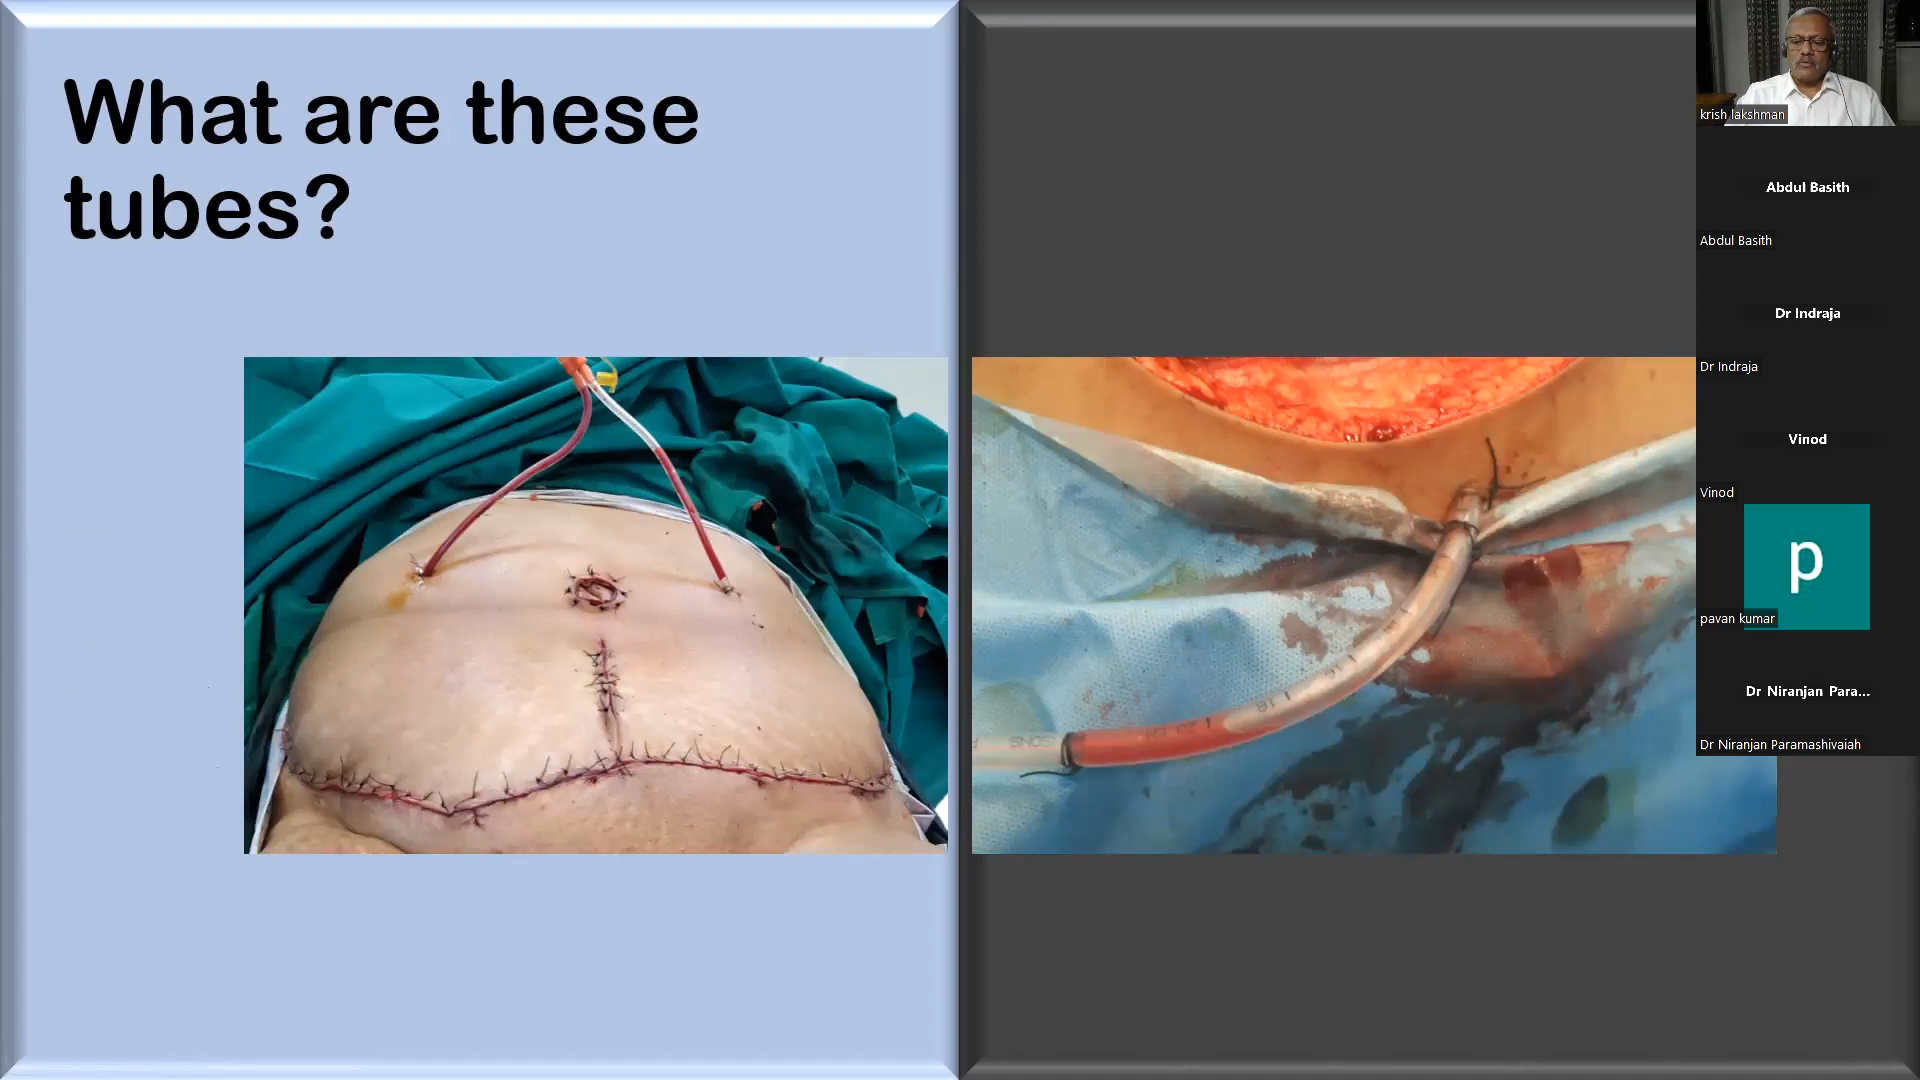 What are these
tubes?
krish lakshman
Abdul Basith
Abdul Basith
Dr Indraja
Dr Indraja
Vinod
Vinod
p
pavan kumar
Dr Niranjan Para...
Dr Niranjan Paramashivaiah
18